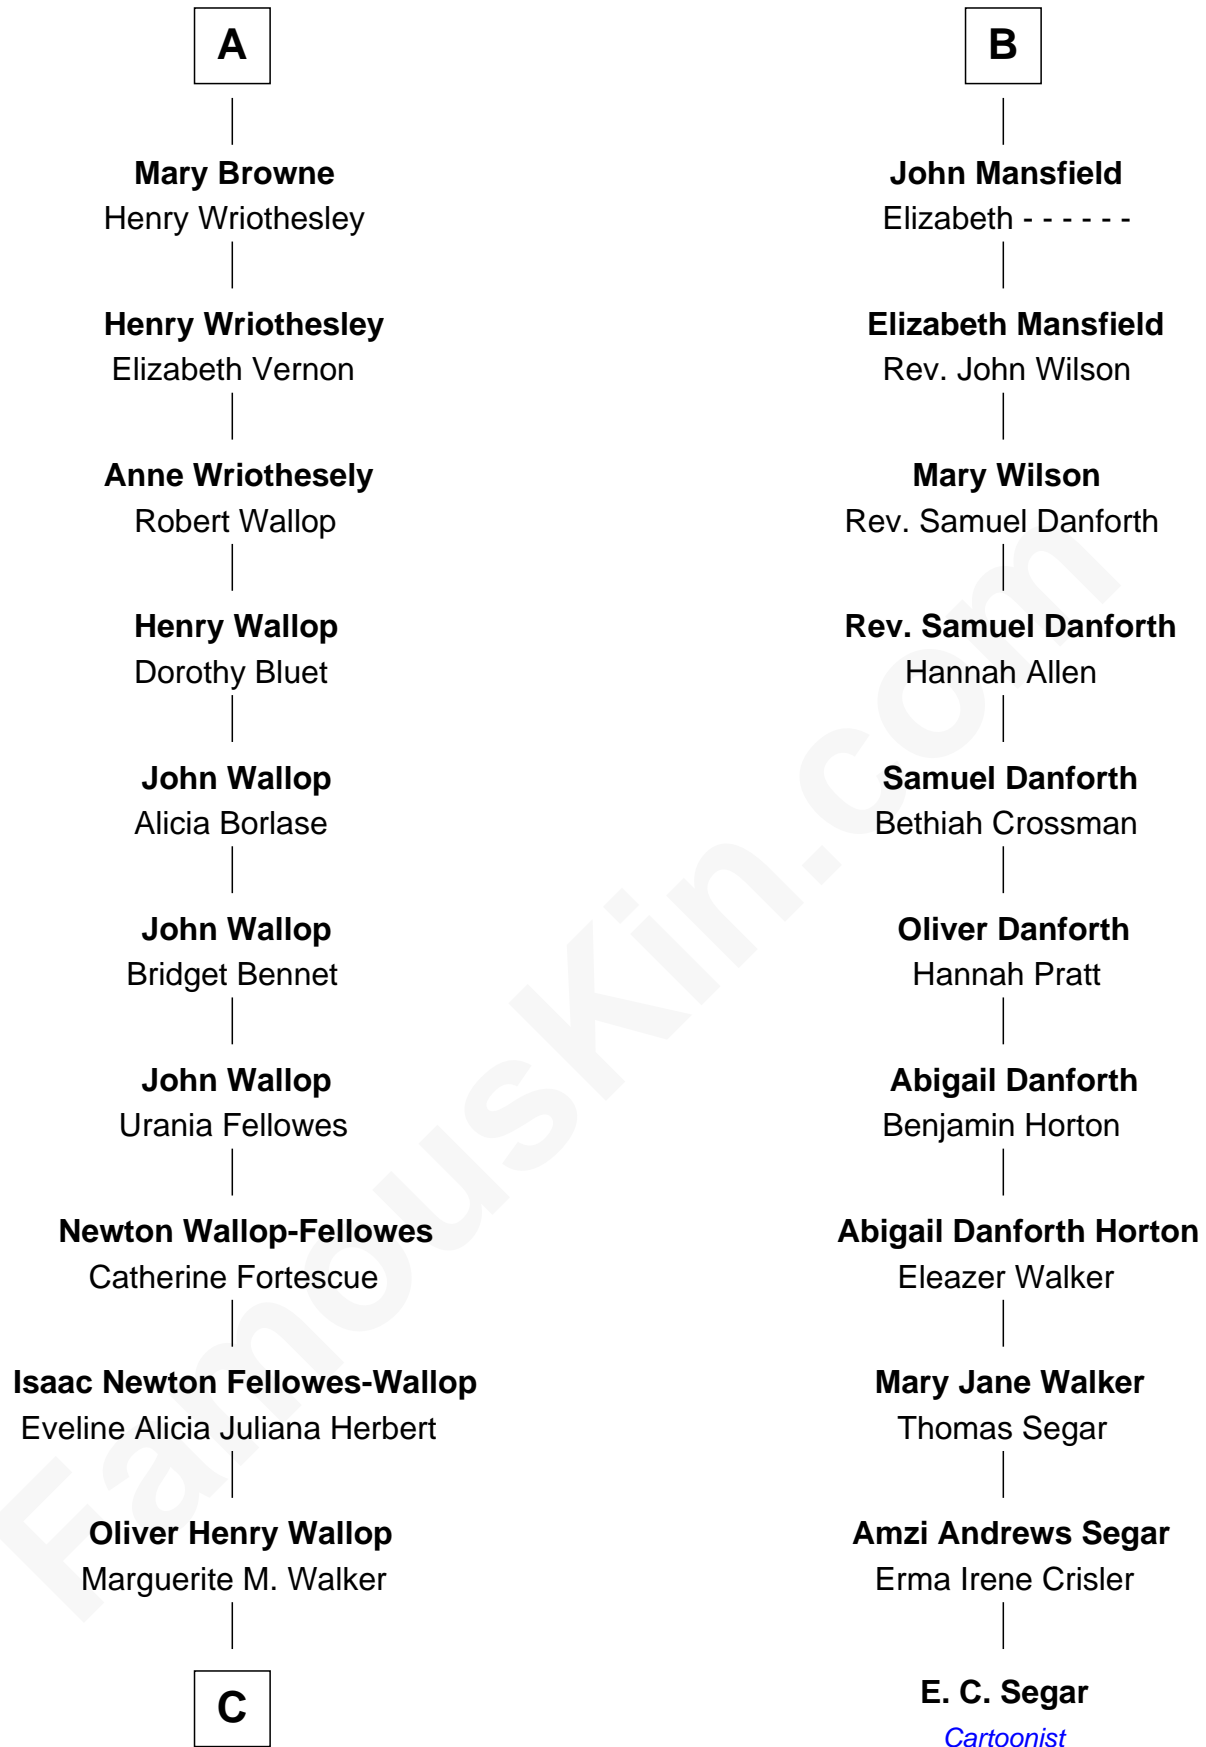 A
Mary Browne
Henry Wriothesley
Henry Wriothesley
Elizabeth Vernon
Anne Wriothesely
Robert Wallop
Henry Wallop
Dorothy Bluet
John Wallop
Alicia Borlase
John Wallop
Bridget Bennet
John Wallop
Urania Fellowes
Newton Wallop-Fellowes
Catherine Fortescue
Isaac Newton Fellowes-Wallop
Eveline Alicia Juliana Herbert
Oliver Henry Wallop
Marguerite M. Walker
C
B
John Mansfield
Elizabeth - - - - - -
Elizabeth Mansfield
Rev. John Wilson
Mary Wilson
Rev. Samuel Danforth
Rev. Samuel Danforth
Hannah Allen
Samuel Danforth
Bethiah Crossman
Oliver Danforth
Hannah Pratt
Abigail Danforth
Benjamin Horton
Abigail Danforth Horton
Eleazer Walker
Mary Jane Walker
Thomas Segar
Amzi Andrews Segar
Erma Irene Crisler
E. C. Segar
Cartoonist
FamousKin.com